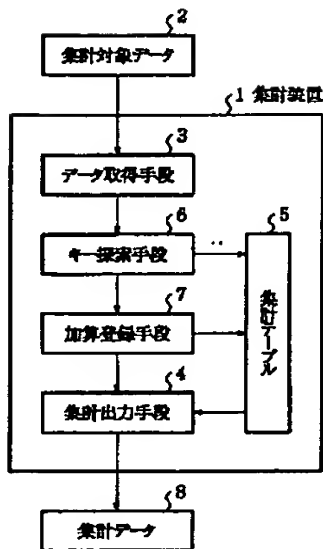 2
集計対象データ
1 集計装置
3
データ取得手段
6
キー探索手段
5
集計テーブル
7
加算登録手段
4
集計出力手段
8
集計データ